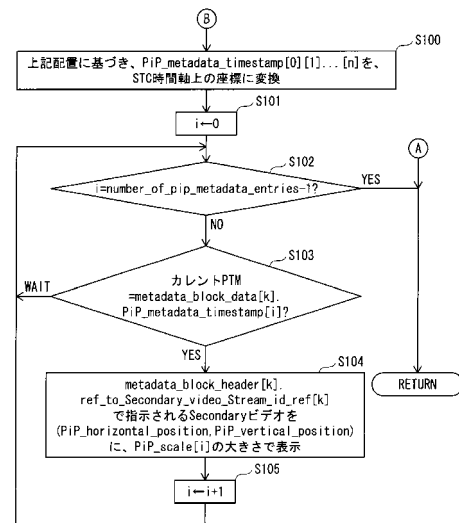 B
S100
上記配置に基づき、PiP_metadata_timestamp[0][1]...[n]を、
STC時間軸上の座標に変換
S101
i←0
S102
A
i=number_of_pip_metadata_entries-1?
YES
NO
S103
WAIT
カレントPTM
=metadata_block_data[k].
PiP_metadata_timestamp[i]?
YES
S104
metadata_block_header[k].
ref_to_Secondary_video_Stream_id_ref[k]
で指示されるSecondaryビデオを
(PiP_horizontal_position,PiP_vertical_position)
に、PiP_scale[i]の大きさで表示
RETURN
S105
i←i+1